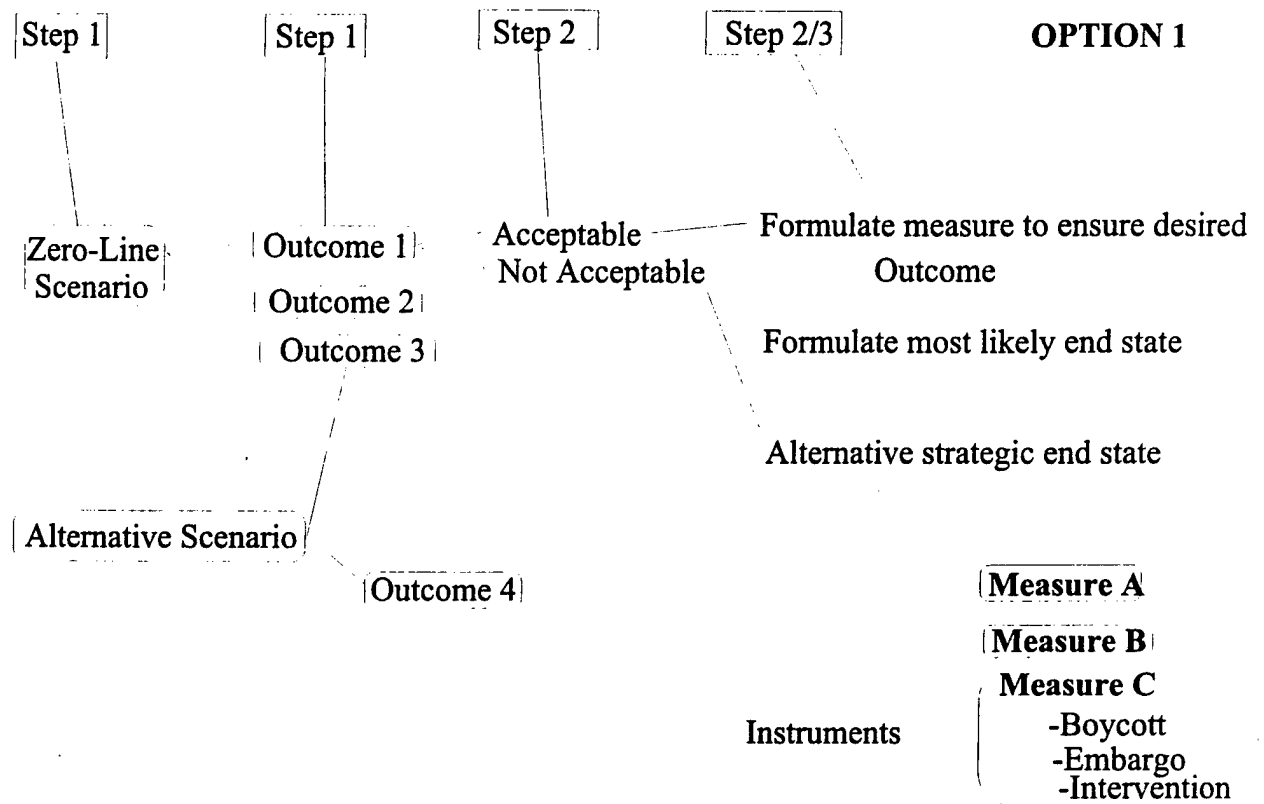 Step 1 Step 1 Step 2 Step 2/3 OPTION 1
Zero-Line
Scenario
Outcome 1
Outcome 2
Outcome 3
Acceptable
Not Acceptable
Formulate measure to ensure desired
Outcome
Formulate most likely end state
Alternative strategic end state
Alternative Scenario
Outcome 4
Measure A
Measure B
Measure C
Instruments
-Boycott
-Embargo
-Intervention